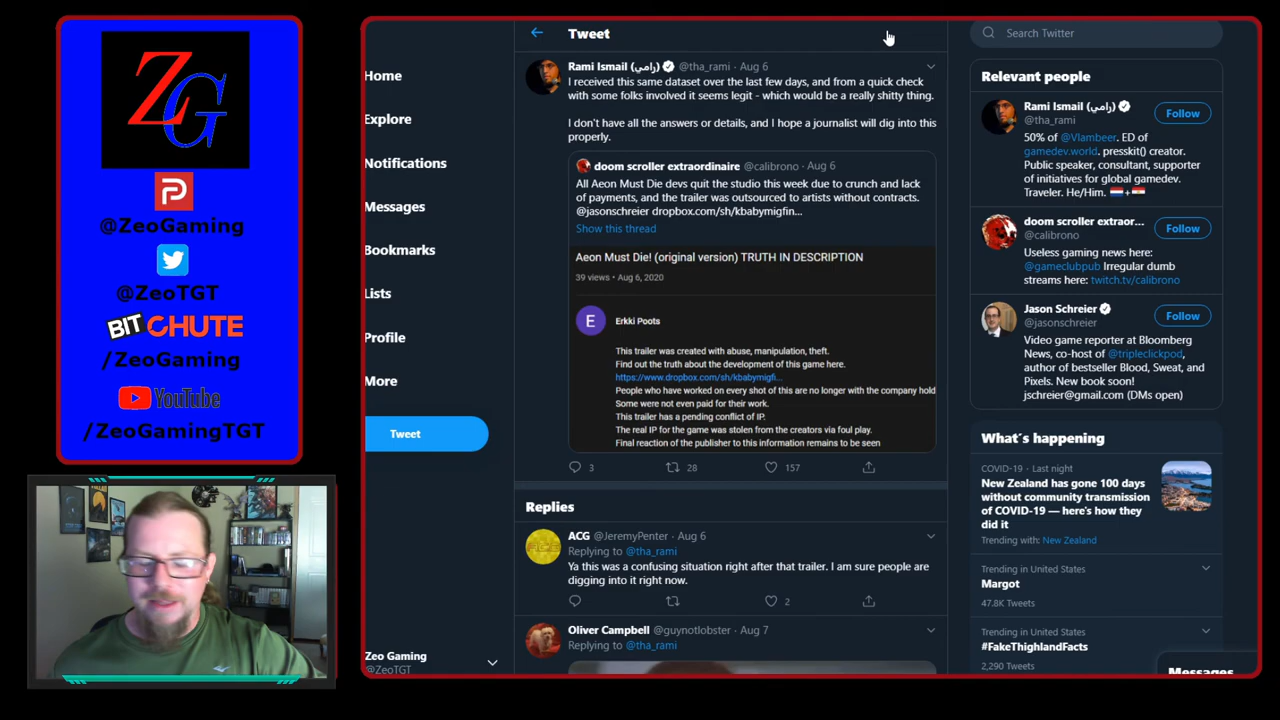 ZG
@ZeoGaming
@ZeoTGT
BIT CHUTE
/ZeoGaming
YouTube
/ZeoGamingTGT
Home
Explore
Notifications
Messages
Bookmarks
Lists
Profile
More
Tweet
Zeo Gaming
@ZeoTGT
Tweet
Rami Ismail (رامي) @tha_rami · Aug 6
I received this same dataset over the last few days, and from a quick check
with some folks involved it seems legit - which would be a really shitty thing.
I don't have all the answers or details, and I hope a journalist will dig into this
properly.
doom scroller extraordinaire @calibrono · Aug 6
All Aeon Must Die devs quit the studio this week due to crunch and lack
of payments, and the trailer was outsourced to artists without contracts.
@jasonschreier dropbox.com/sh/kbabymigfin...
Show this thread
Aeon Must Die! (original version) TRUTH IN DESCRIPTION
39 views • Aug 6, 2020
E
Erkki Poots
This trailer was created with abuse, manipulation, theft.
Find out the truth about the development of this game here.
https://www.dropbox.com/sh/kbabymigfi...
People who have worked on every shot of this are no longer with the company hold
Some were not even paid for their work.
This trailer has a pending conflict of IP.
The real IP for the game was stolen from the creators via foul play.
Final reaction of the publisher to this information remains to be seen
3 28 157
Replies
ACG @JeremyPenter · Aug 6
Replying to @tha_rami
Ya this was a confusing situation right after that trailer. I am sure people are
digging into it right now.
2
Oliver Campbell @guynotlobster · Aug 7
Replying to @tha_rami
Search Twitter
Relevant people
Rami Ismail (رامي)
@tha_rami
Follow
50% of @Vlambeer. ED of
gamedev.world. presskit() creator.
Public speaker, consultant, supporter
of initiatives for global gamedev.
Traveler. He/Him. +
doom scroller extraor...
@calibrono
Follow
Useless gaming news here:
@gameclubpub Irregular dumb
streams here: twitch.tv/calibrono
Jason Schreier
@jasonschreier
Follow
Video game reporter at Bloomberg
News, co-host of @tripleclickpod,
author of bestseller Blood, Sweat, and
Pixels. New book soon!
jschreier@gmail.com (DMs open)
What's happening
COVID-19 · Last night
New Zealand has gone 100 days
without community transmission
of COVID-19 — here's how they
did it
Trending with: New Zealand
Trending in United States
Margot
47.8K Tweets
Trending in United States
#FakeThighlandFacts
2,290 Tweets
Messages